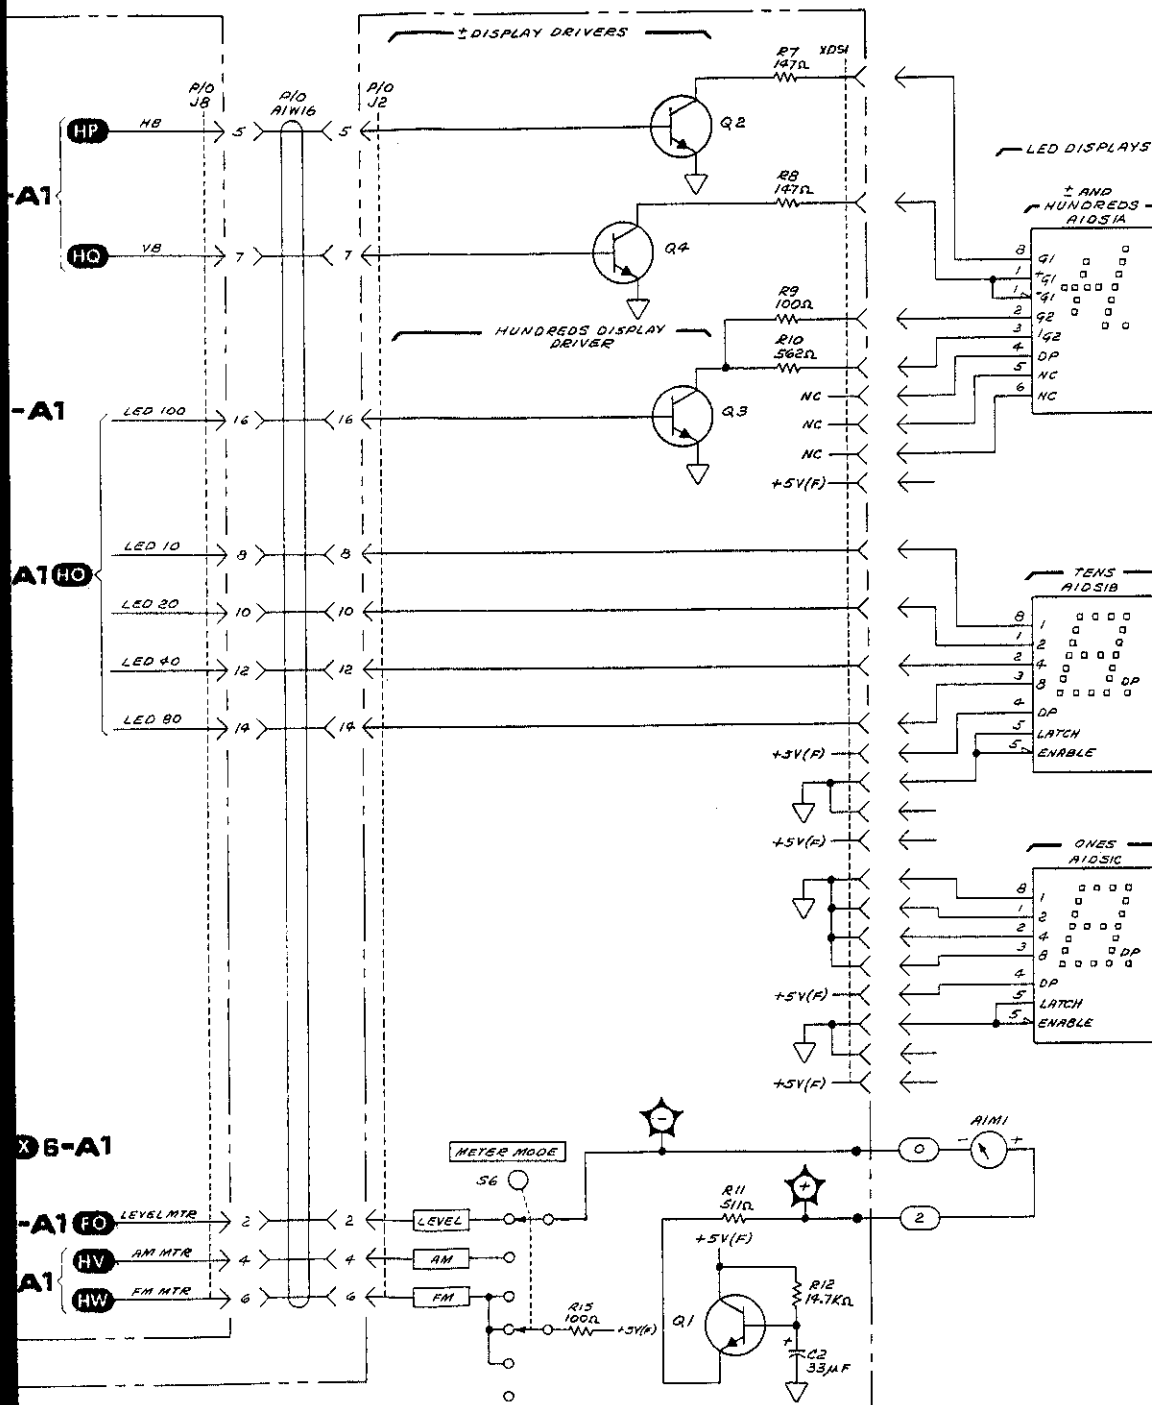 ± DISPLAY DRIVERS
R7
147Ω
XDS1
P/O
J8
P/O
A1W16
P/O
J2
HP
HB
5
5
Q2
LED DISPLAYS
-A1
R8
147Ω
± AND
HUNDREDS
A1DS1A
HQ
VB
7
7
Q4
8
G1
1
+G1
1
-G1
2
G2
3
1G2
4
DP
5
NC
6
NC
R9
100Ω
HUNDREDS DISPLAY
DRIVER
R10
562Ω
-A1
LED 100
16
16
Q3
NC
NC
NC
+5V(F)
A1 HO
LED 10
8
8
LED 20
10
10
LED 40
12
12
LED 80
14
14
TENS
A1DS1B
8
1
1
2
2
4
3
8
DP
4
DP
5
LATCH
5
ENABLE
+5V(F)
+5V(F)
ONES
A1DS1C
8
1
1
2
2
4
3
8
DP
4
DP
5
LATCH
5
ENABLE
+5V(F)
+5V(F)
X 6-A1
METER MODE
S6
-
0
-
A1M1
+
-A1 FO
LEVEL MTR
2
2
LEVEL
R11
511Ω
+
2
+5V(F)
A1
HV
AM MTR
4
4
AM
HW
FM MTR
6
6
FM
R12
14.7KΩ
R15
100Ω
+5V(F)
Q1
+
C2
33µF